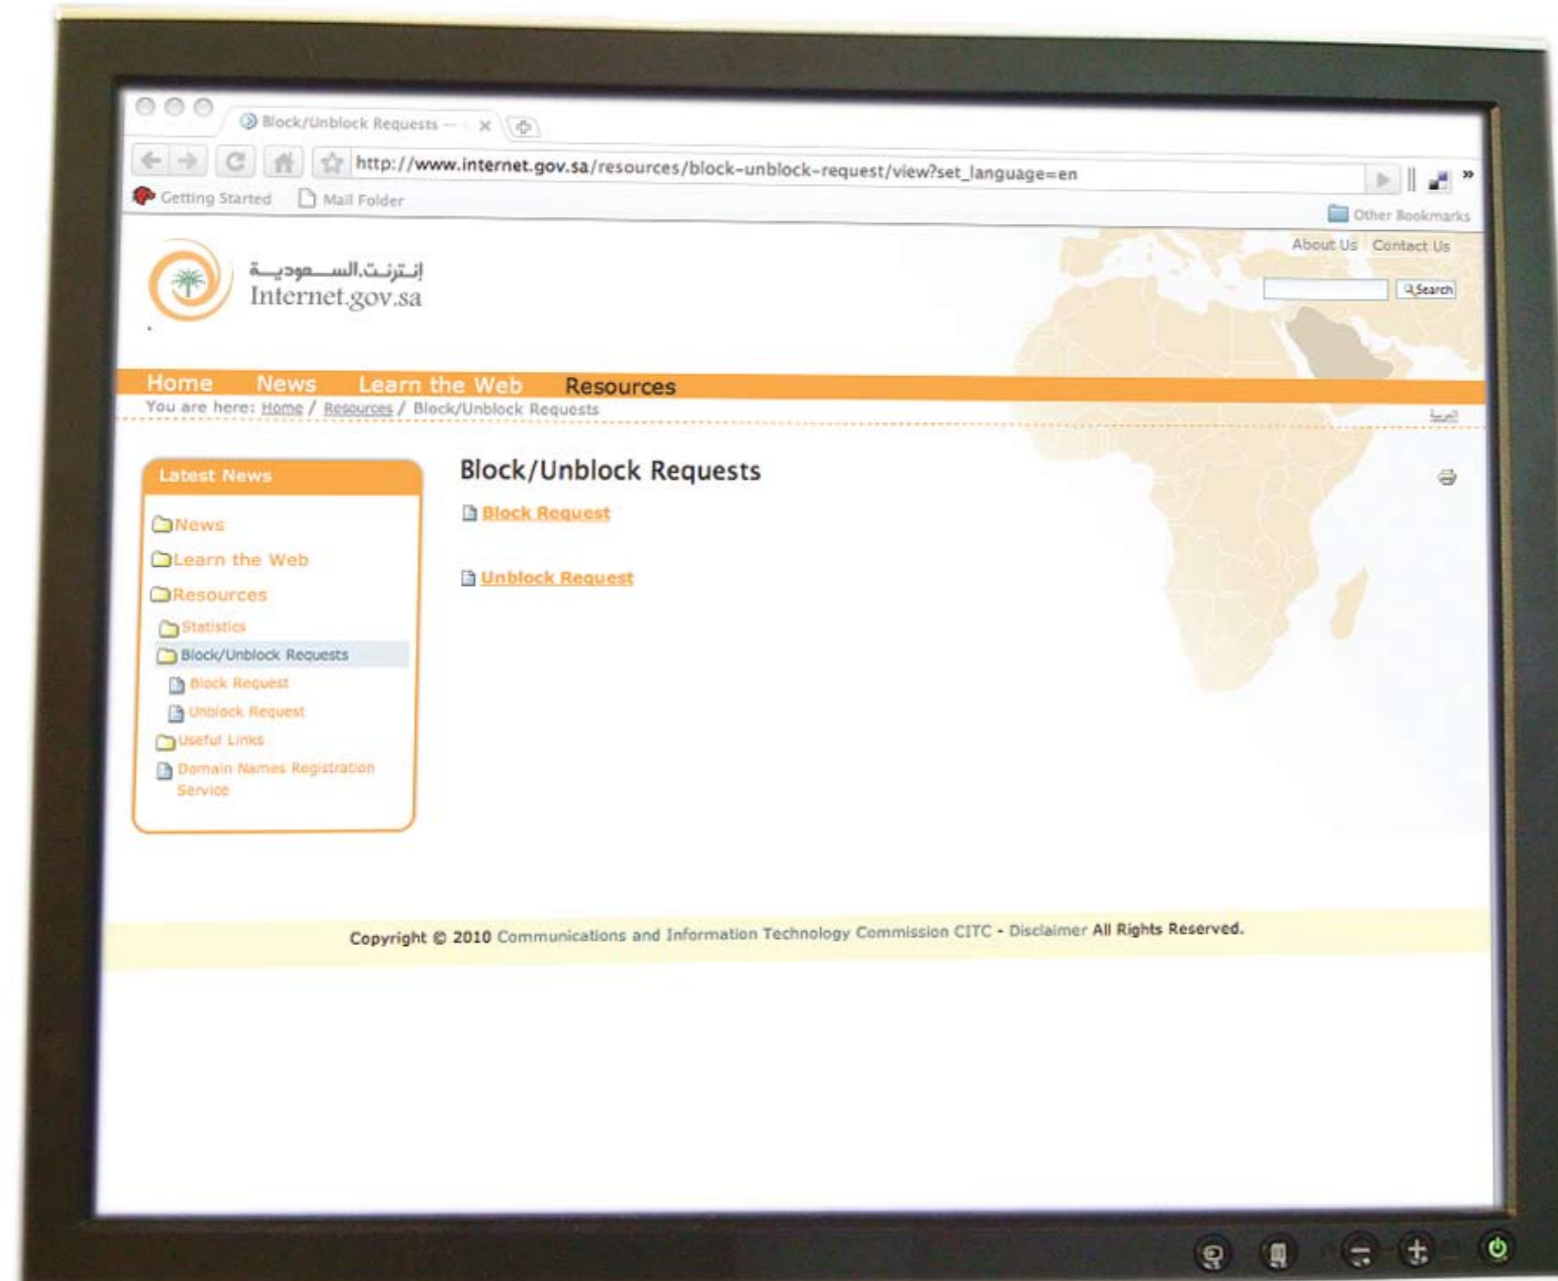 Block/Unblock Requests —
http://www.internet.gov.sa/resources/block-unblock-request/view?set_language=en
»
Getting Started
Mail Folder
Other Bookmarks
About Us Contact Us
إنترنت.السعودية
Internet.gov.sa
Search
Home News Learn the Web Resources
You are here: Home / Resources / Block/Unblock Requests
العربية
Latest News
News
Learn the Web
Resources
Statistics
Block/Unblock Requests
Block Request
Unblock Request
Useful Links
Domain Names Registration
Service
Block/Unblock Requests
Block Request
Unblock Request
Copyright © 2010 Communications and Information Technology Commission CITC - Disclaimer All Rights Reserved.